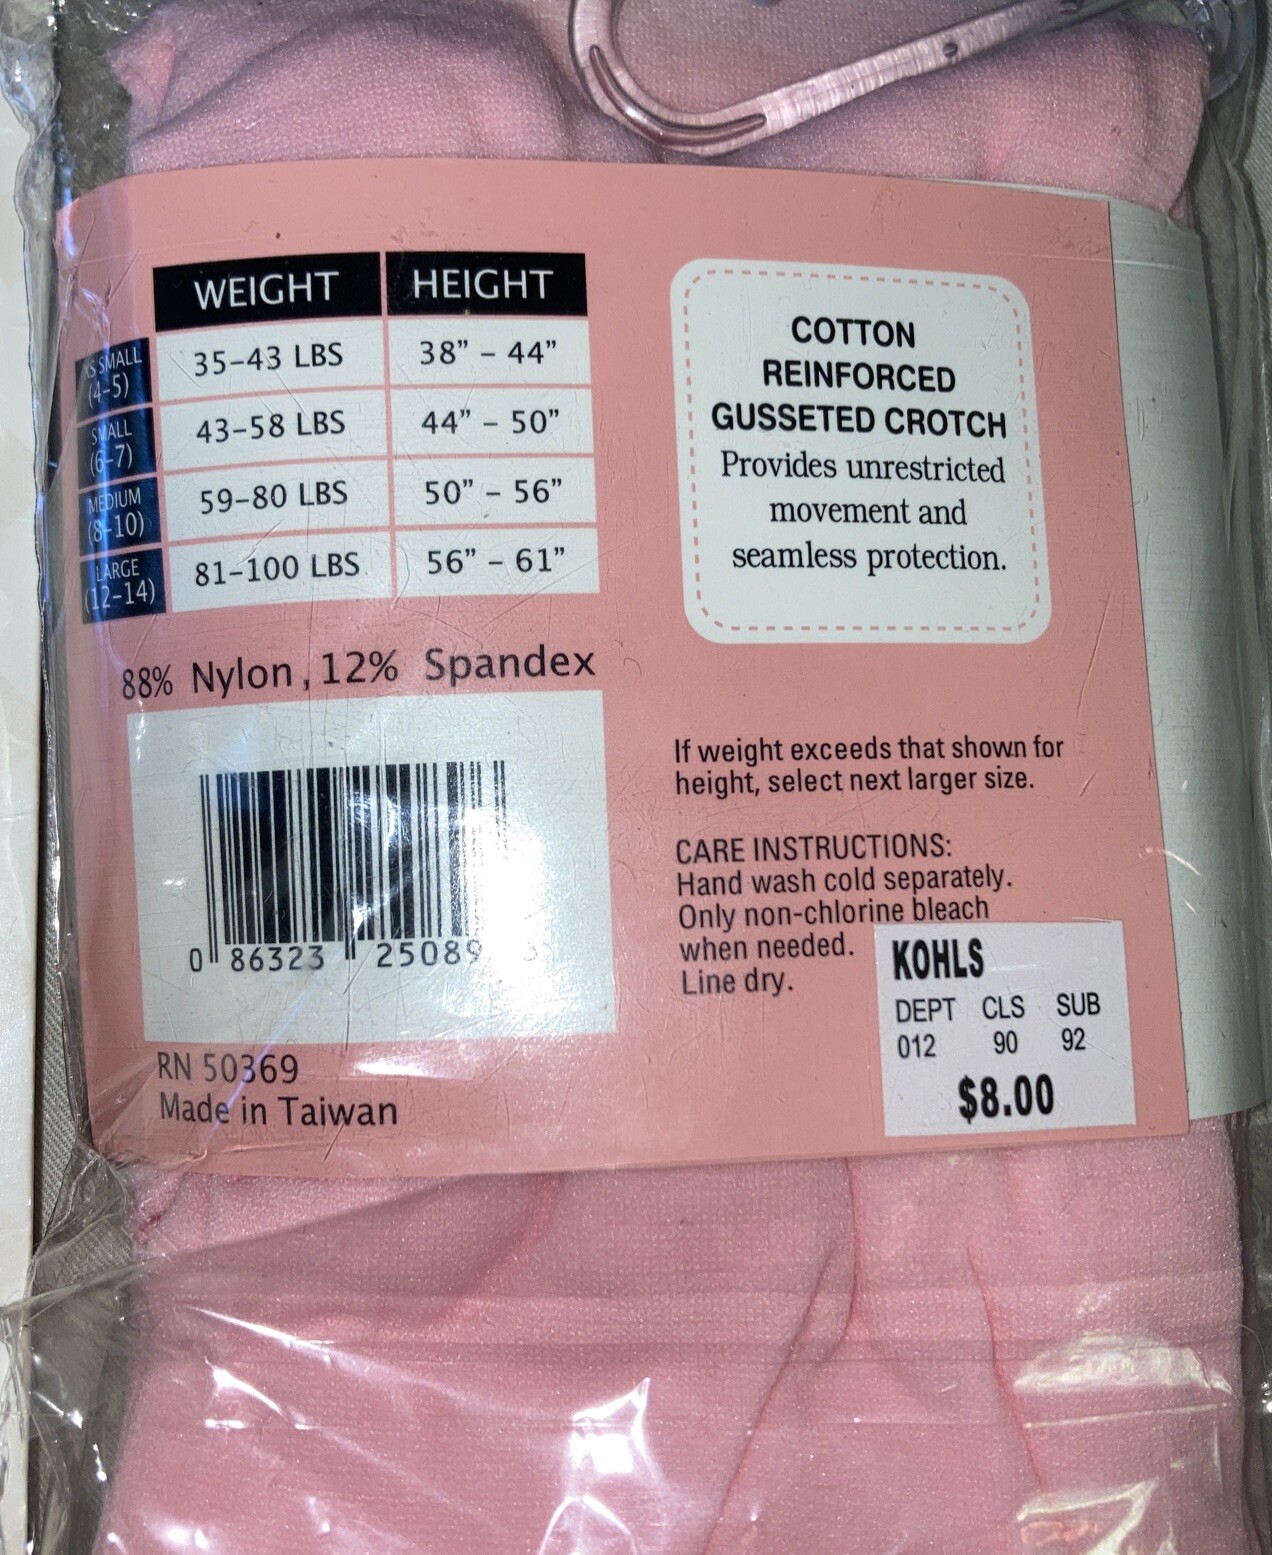 WEIGHT HEIGHT
XS SMALL
(4-5)
35-43 LBS 38” – 44”
SMALL
(6-7)
43-58 LBS 44” – 50”
MEDIUM
(8-10)
59-80 LBS 50” – 56”
LARGE
(12-14)
81-100 LBS 56” – 61”
88% Nylon, 12% Spandex
0 86323 25089 3
RN 50369
Made in Taiwan
COTTON
REINFORCED
GUSSETED CROTCH
Provides unrestricted
movement and
seamless protection.
If weight exceeds that shown for
height, select next larger size.
CARE INSTRUCTIONS:
Hand wash cold separately.
Only non-chlorine bleach
when needed.
Line dry.
KOHLS
DEPT CLS SUB
012 90 92
$8.00